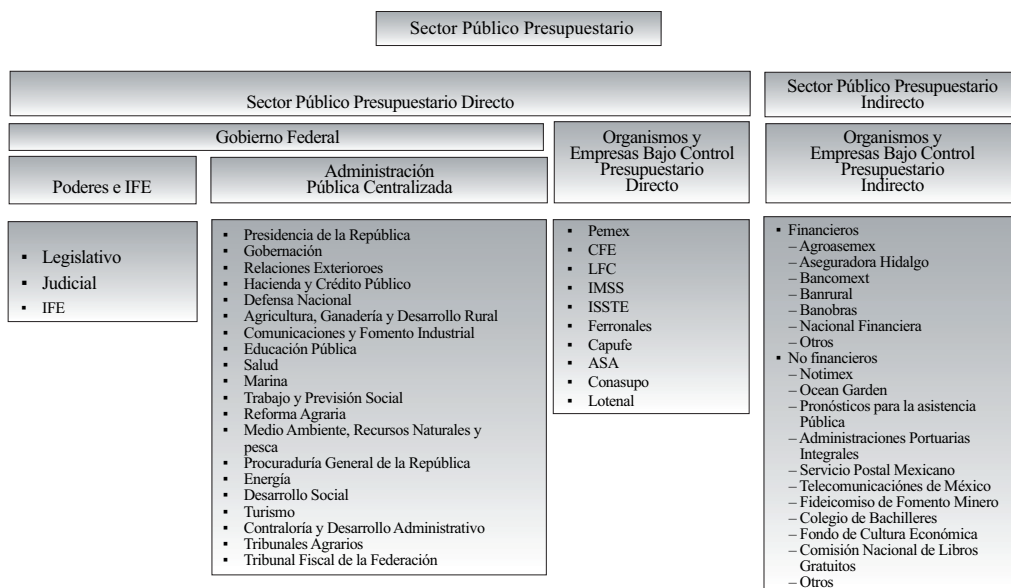 Sector Público Presupuestario
Sector Público Presupuestario Directo
Sector Público Presupuestario
Indirecto
Gobierno Federal
Organismos y
Empresas Bajo Control
Presupuestario
Directo
Organismos y
Empresas Bajo Control
Presupuestario
Indirecto
Poderes e IFE
Administración
Pública Centralizada
▪ Legislativo
▪ Judicial
▪ IFE
▪ Presidencia de la República
▪ Gobernación
▪ Relaciones Exterioroes
▪ Hacienda y Crédito Público
▪ Defensa Nacional
▪ Agricultura, Ganadería y Desarrollo Rural
▪ Comunicaciones y Fomento Industrial
▪ Educación Pública
▪ Salud
▪ Marina
▪ Trabajo y Previsión Social
▪ Reforma Agraria
▪ Medio Ambiente, Recursos Naturales y
pesca
▪ Procuraduría General de la República
▪ Energía
▪ Desarrollo Social
▪ Turismo
▪ Contraloría y Desarrollo Administrativo
▪ Tribunales Agrarios
▪ Tribunal Fiscal de la Federación
▪ Pemex
▪ CFE
▪ LFC
▪ IMSS
▪ ISSTE
▪ Ferronales
▪ Capufe
▪ ASA
▪ Conasupo
▪ Lotenal
▪ Financieros
– Agroasemex
– Aseguradora Hidalgo
– Bancomext
– Banrural
– Banobras
– Nacional Financiera
– Otros
▪ No financieros
– Notimex
– Ocean Garden
– Pronósticos para la asistencia
Pública
– Administraciones Portuarias
Integrales
– Servicio Postal Mexicano
– Telecomunicaciónes de México
– Fideicomiso de Fomento Minero
– Colegio de Bachilleres
– Fondo de Cultura Económica
– Comisión Nacional de Libros
Gratuitos
– Otros